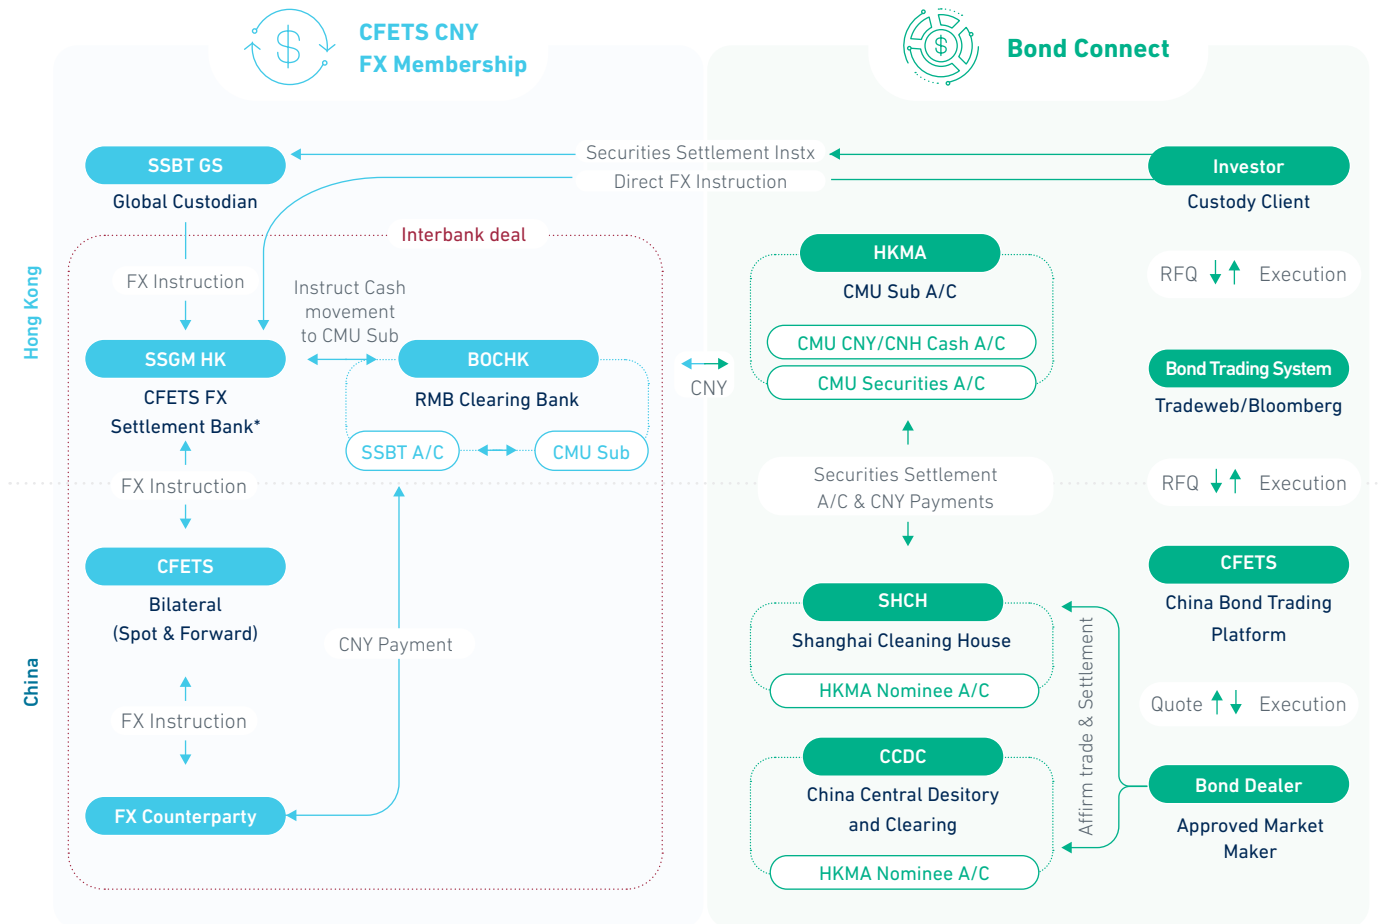 CFETS CNY
FX Membership
Bond Connect
SSBT GS
Global Custodian
Securities Settlement Instx
Direct FX Instruction
Investor
Custody Client
Interbank deal
Hong Kong
FX Instruction
Instruct Cash
movement
to CMU Sub
HKMA
CMU Sub A/C
CMU CNY/CNH Cash A/C
CMU Securities A/C
RFQ Execution
SSGM HK
CFETS FX
Settlement Bank*
BOCHK
RMB Clearing Bank
SSBT A/C
CMU Sub
CNY
Bond Trading System
Tradeweb/Bloomberg
FX Instruction
Securities Settlement
A/C & CNY Payments
RFQ Execution
China
CFETS
Bilateral
(Spot & Forward)
CNY Payment
SHCH
Shanghai Cleaning House
HKMA Nominee A/C
Affirm trade & Settlement
CFETS
China Bond Trading
Platform
FX Instruction
Quote Execution
CCDC
China Central Desitory
and Clearing
HKMA Nominee A/C
FX Counterparty
Bond Dealer
Approved Market
Maker